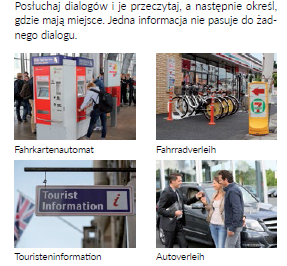 Posłuchaj dialogów i je przeczytaj, a następnie określ,
gdzie mają miejsce. Jedna informacja nie pasuje do żad-
nego dialogu.
Fahrkartenautomat
Fahrradverleih
Tourist
Information
i
Touristeninformation
Autoverleih